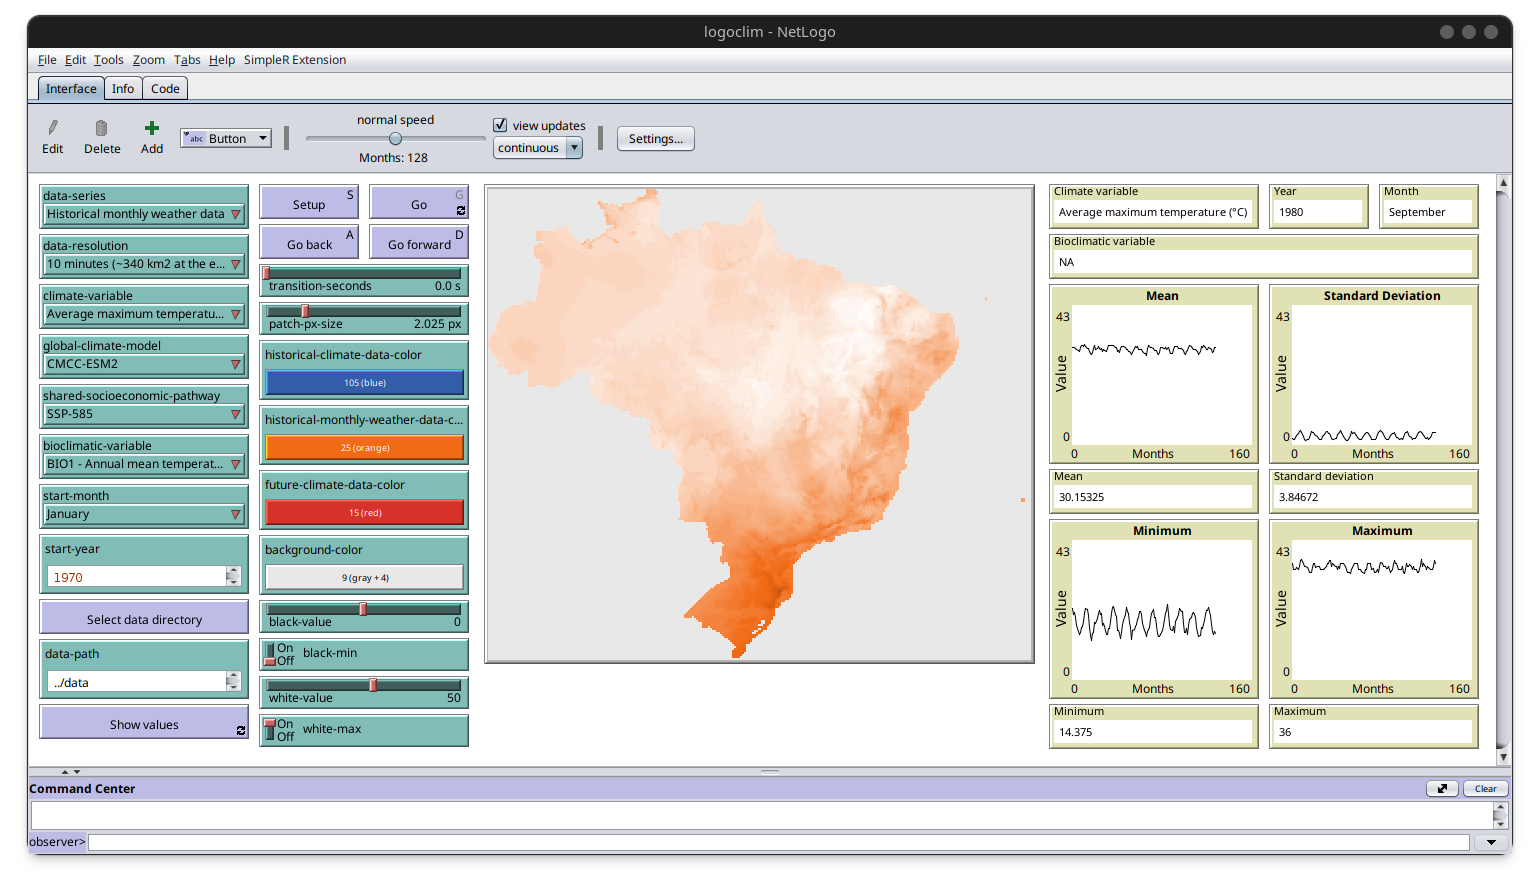 logoclim - NetLogo
File Edit Tools Zoom Tabs Help SimpleR Extension
Interface Info Code
Edit
Delete
Add
abc Button
normal speed
Months: 128
view updates
continuous
Settings...
data-series
Historical monthly weather data
data-resolution
10 minutes (~340 km2 at the e...
climate-variable
Average maximum temperatu...
global-climate-model
CMCC-ESM2
shared-socioeconomic-pathway
SSP-585
bioclimatic-variable
BIO1 - Annual mean temperat...
start-month
January
start-year
1970
Select data directory
data-path
../data
Show values
Setup S
Go G
Go back A
Go forward D
transition-seconds 0.0 s
patch-px-size 2.025 px
historical-climate-data-color
105 (blue)
historical-monthly-weather-data-c...
25 (orange)
future-climate-data-color
15 (red)
background-color
9 (gray + 4)
black-value 0
On
Off
black-min
white-value 50
On
Off
white-max
Climate variable
Average maximum temperature (°C)
Year
1980
Month
September
Bioclimatic variable
NA
Mean
43
Value
0
0 Months 160
Standard Deviation
43
Value
0
0 Months 160
Mean
30.15325
Standard deviation
3.84672
Minimum
43
Value
0
0 Months 160
Maximum
43
Value
0
0 Months 160
Minimum
14.375
Maximum
36
Command Center
Clear
observer>